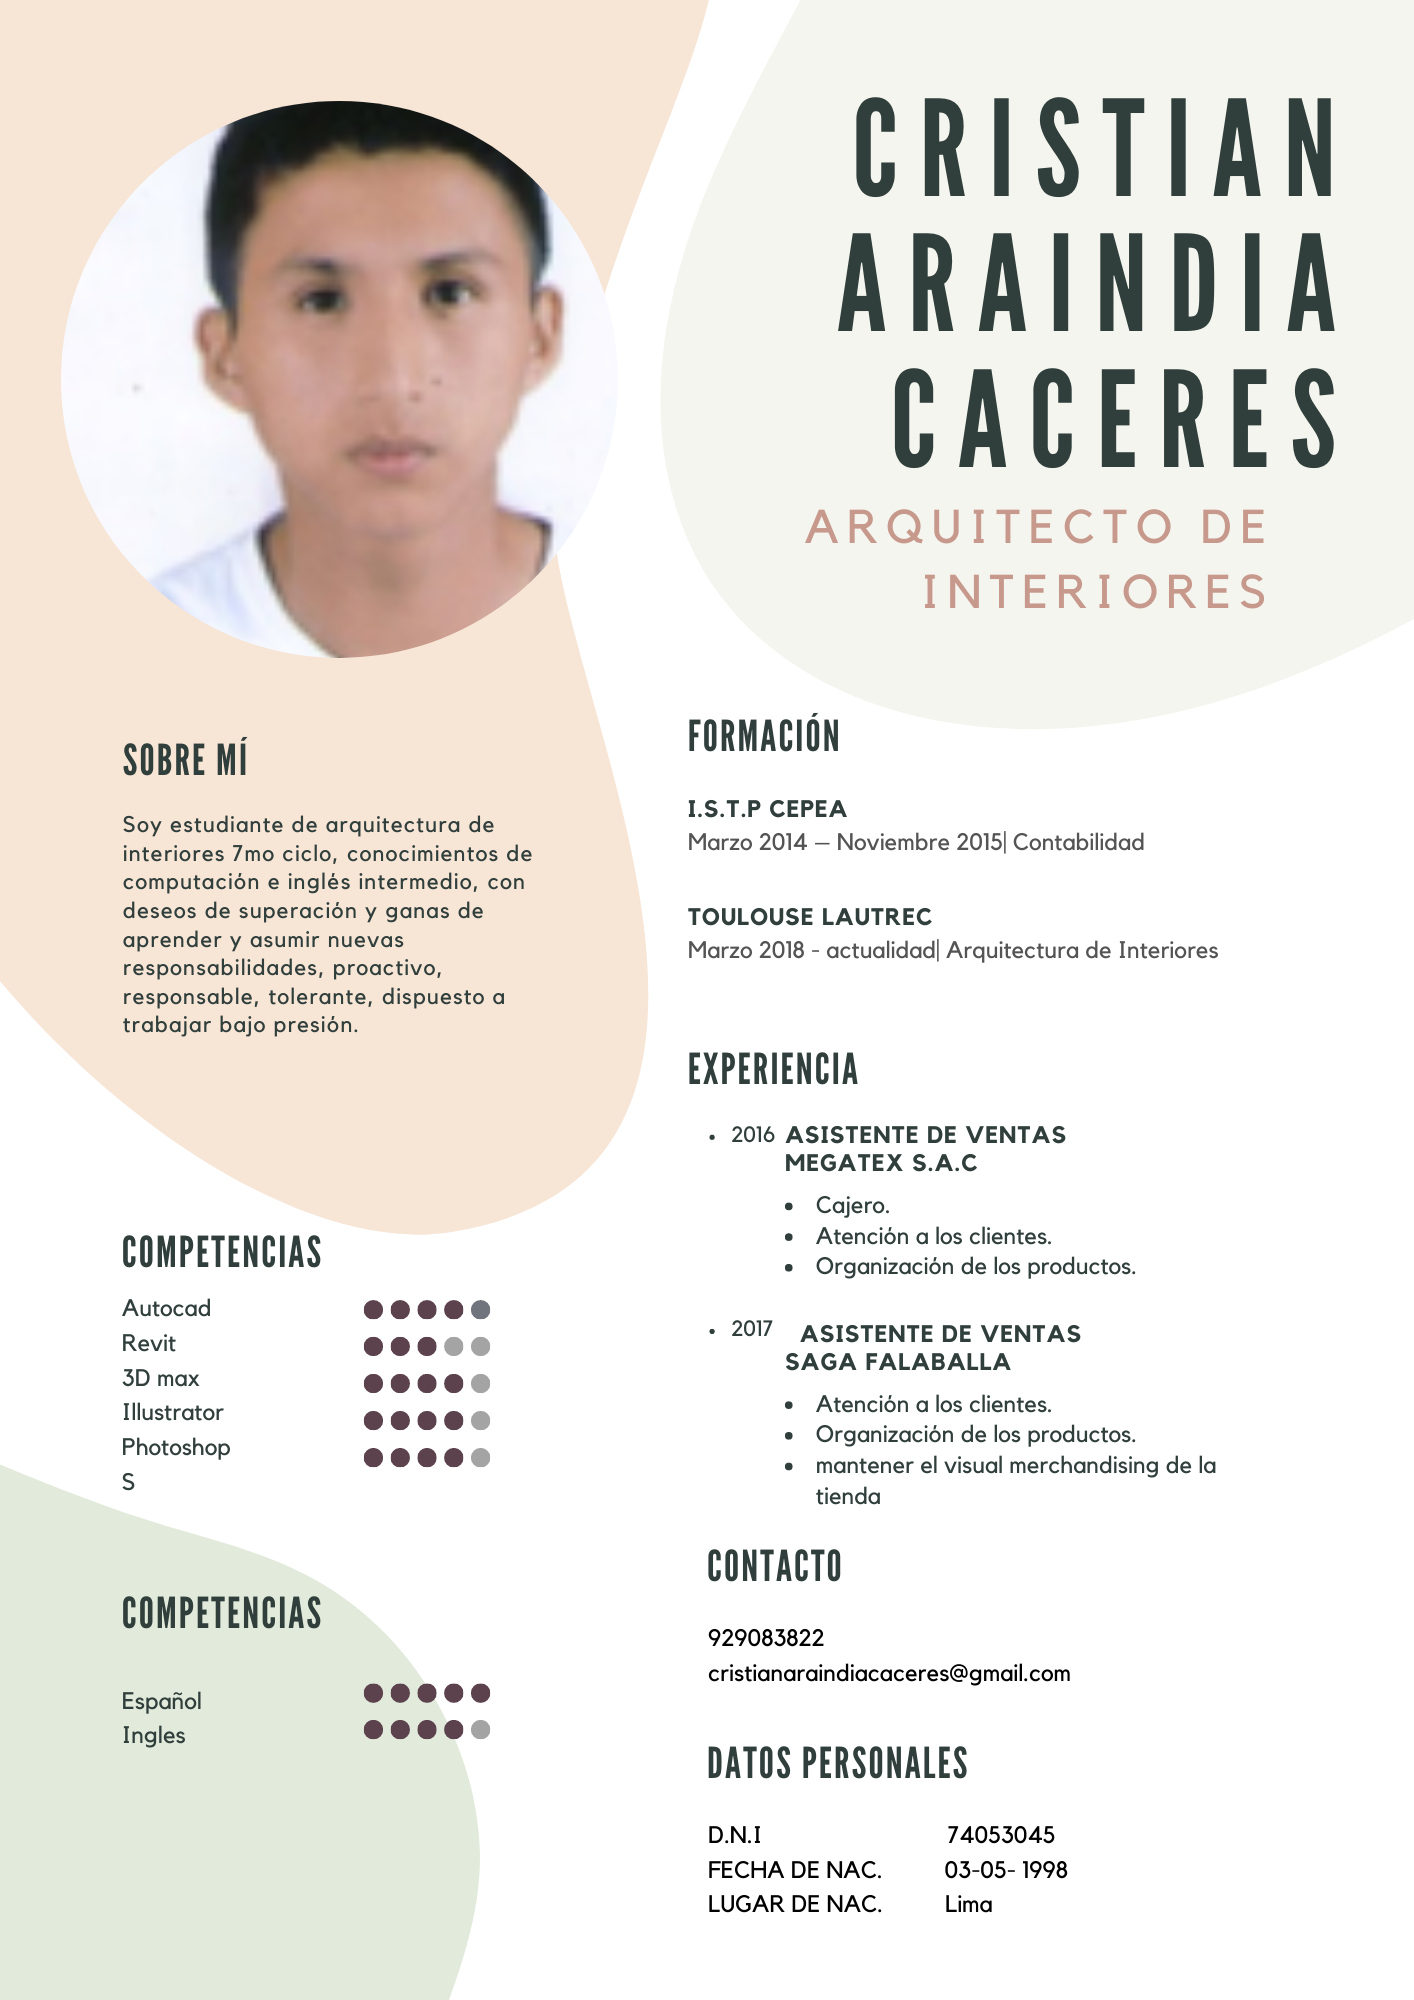 CRISTIAN
ARAINDIA
CACERES
ARQUITECTO DE
INTERIORES
SOBRE MÍ
Soy estudiante de arquitectura de
interiores 7mo ciclo, conocimientos de
computación e inglés intermedio, con
deseos de superación y ganas de
aprender y asumir nuevas
responsabilidades, proactivo,
responsable, tolerante, dispuesto a
trabajar bajo presión.
COMPETENCIAS
Autocad
Revit
3D max
Illustrator
Photoshop
S
COMPETENCIAS
Español
Ingles
FORMACIÓN
I.S.T.P CEPEA
Marzo 2014 – Noviembre 2015| Contabilidad
TOULOUSE LAUTREC
Marzo 2018 - actualidad| Arquitectura de Interiores
EXPERIENCIA
• 2016 ASISTENTE DE VENTAS
MEGATEX S.A.C
• Cajero.
• Atención a los clientes.
• Organización de los productos.
• 2017 ASISTENTE DE VENTAS
SAGA FALABALLA
• Atención a los clientes.
• Organización de los productos.
• mantener el visual merchandising de la
tienda
CONTACTO
929083822
cristianaraindiacaceres@gmail.com
DATOS PERSONALES
D.N.I 74053045
FECHA DE NAC. 03-05- 1998
LUGAR DE NAC. Lima